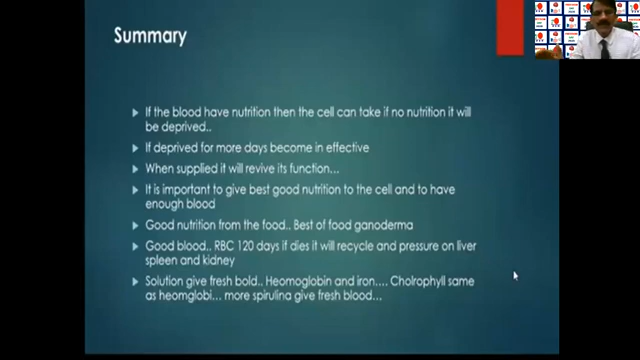 Summary
If the blood have nutrition then the cell can take if no nutrition it will
be deprived..
If deprived for more days become in effective
When supplied it will revive its function...
It is important to give best good nutrition to the cell and to have
enough blood
Good nutrition from the food.. Best of food ganoderma
Good blood.. RBC 120 days if dies it will recycle and pressure on liver
spleen and kidney
Solution give fresh bold.. Heomoglobin and iron.... Cholrophyll same
as heomglobi... more spirulina give fresh blood...